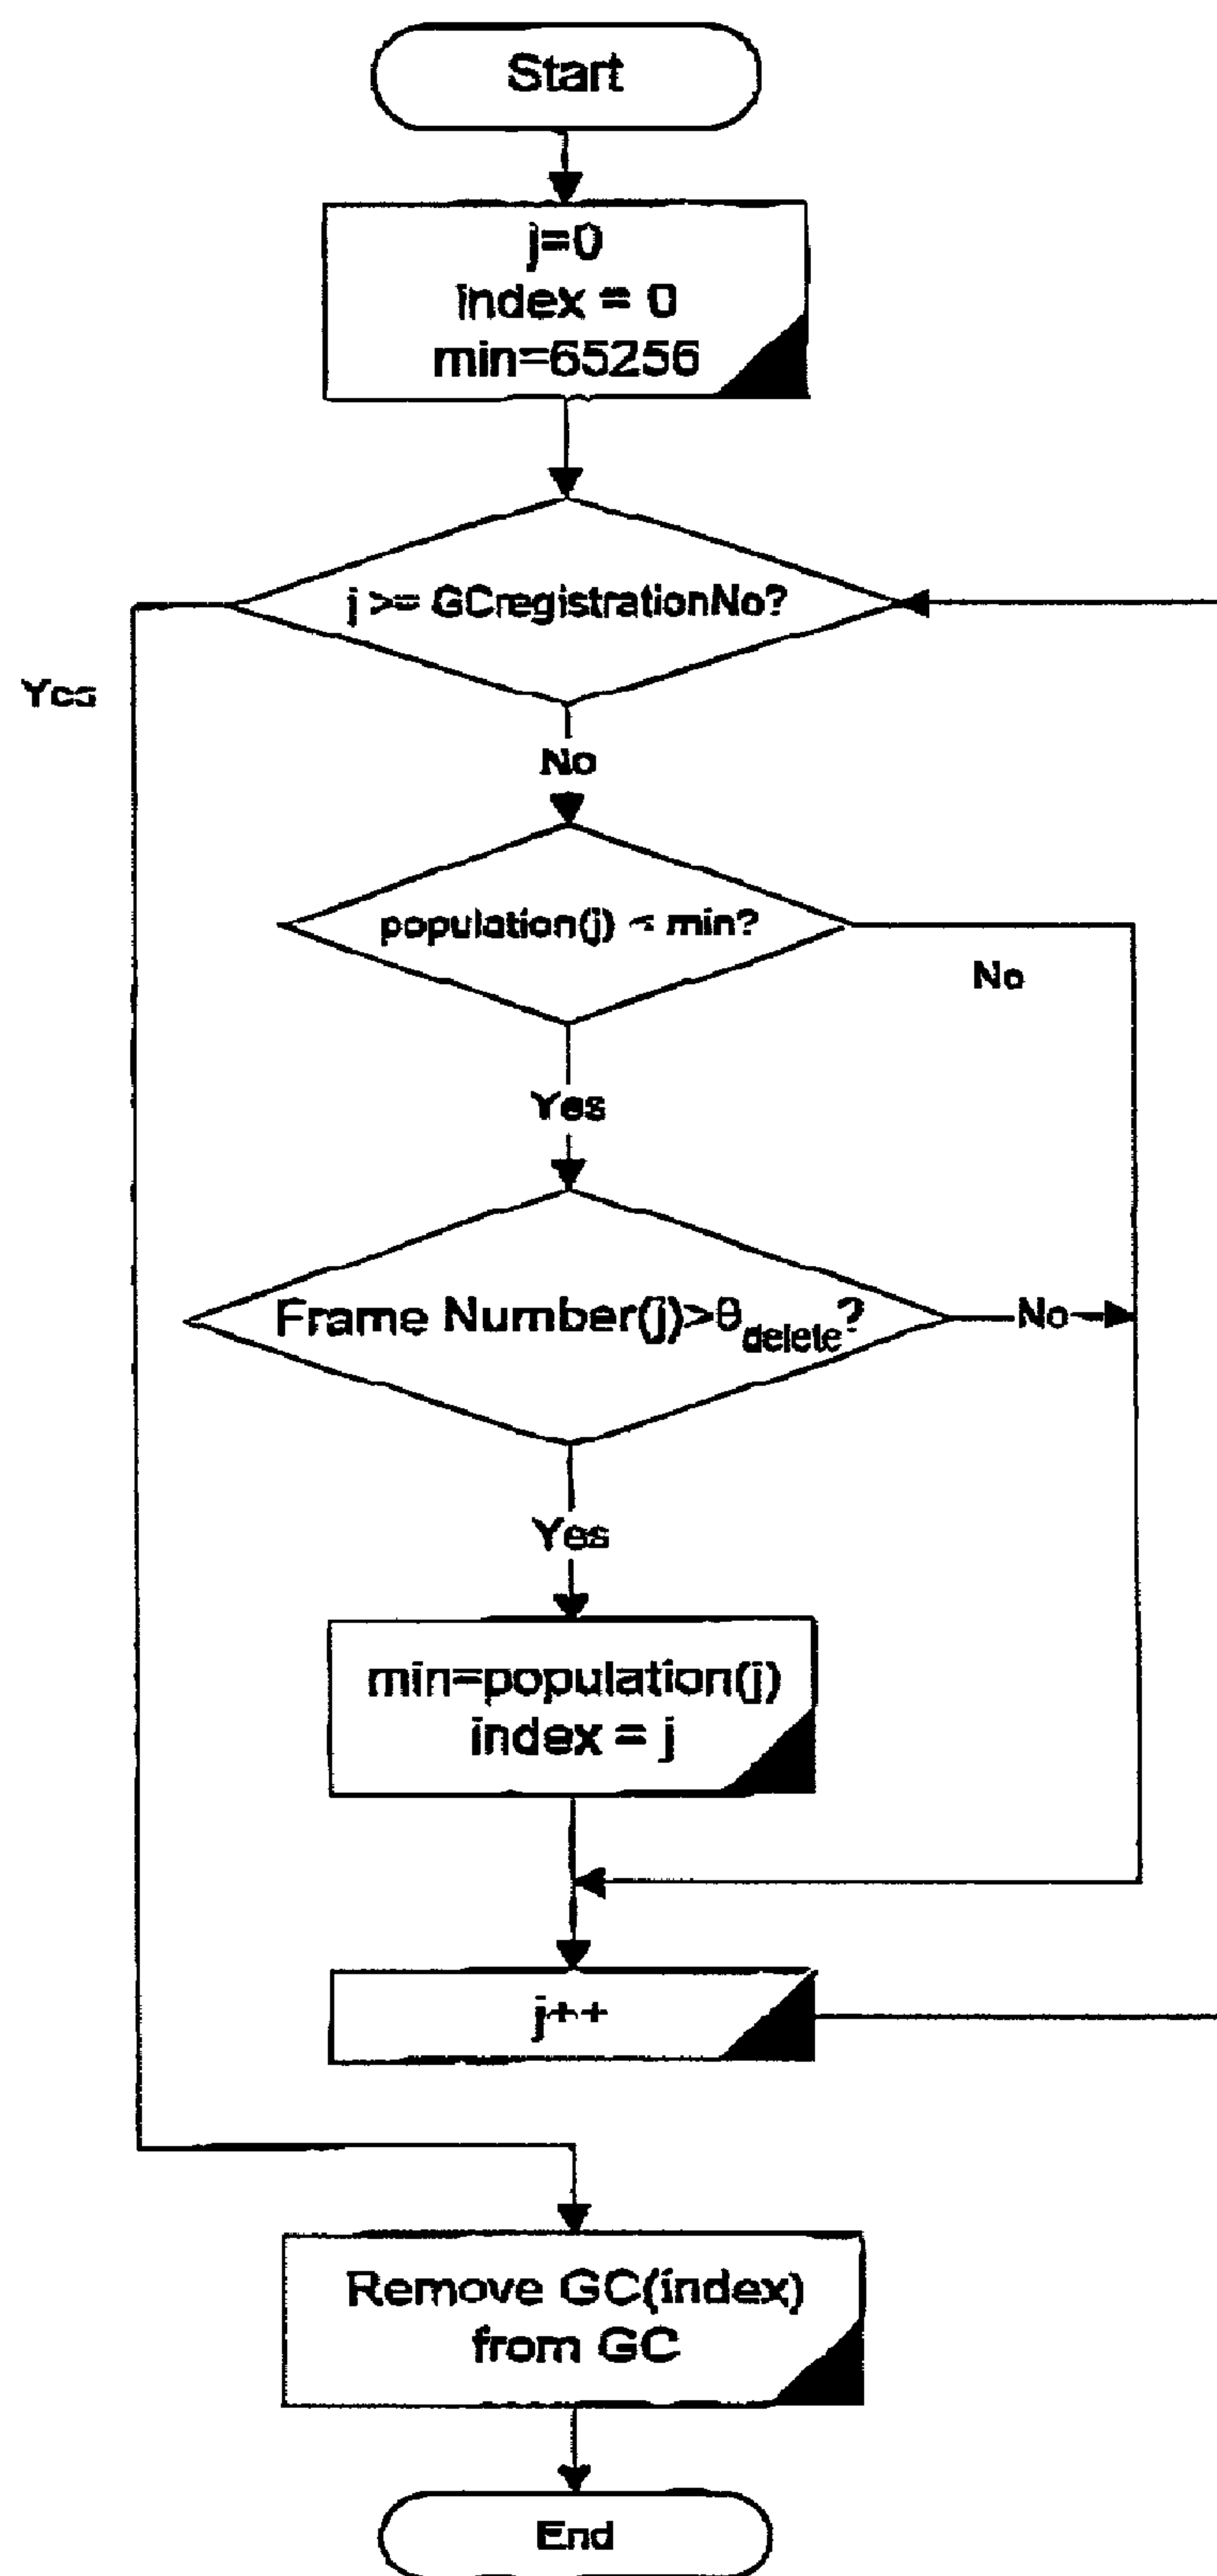 Start
j=0
index = 0
min=65256
j >= GCregistrationNo?
Yes
No
population(j) < min?
No
Yes
Frame Number(j)>θdelete?
No
Yes
min=population(j)
index = j
j++
Remove GC(index)
from GC
End